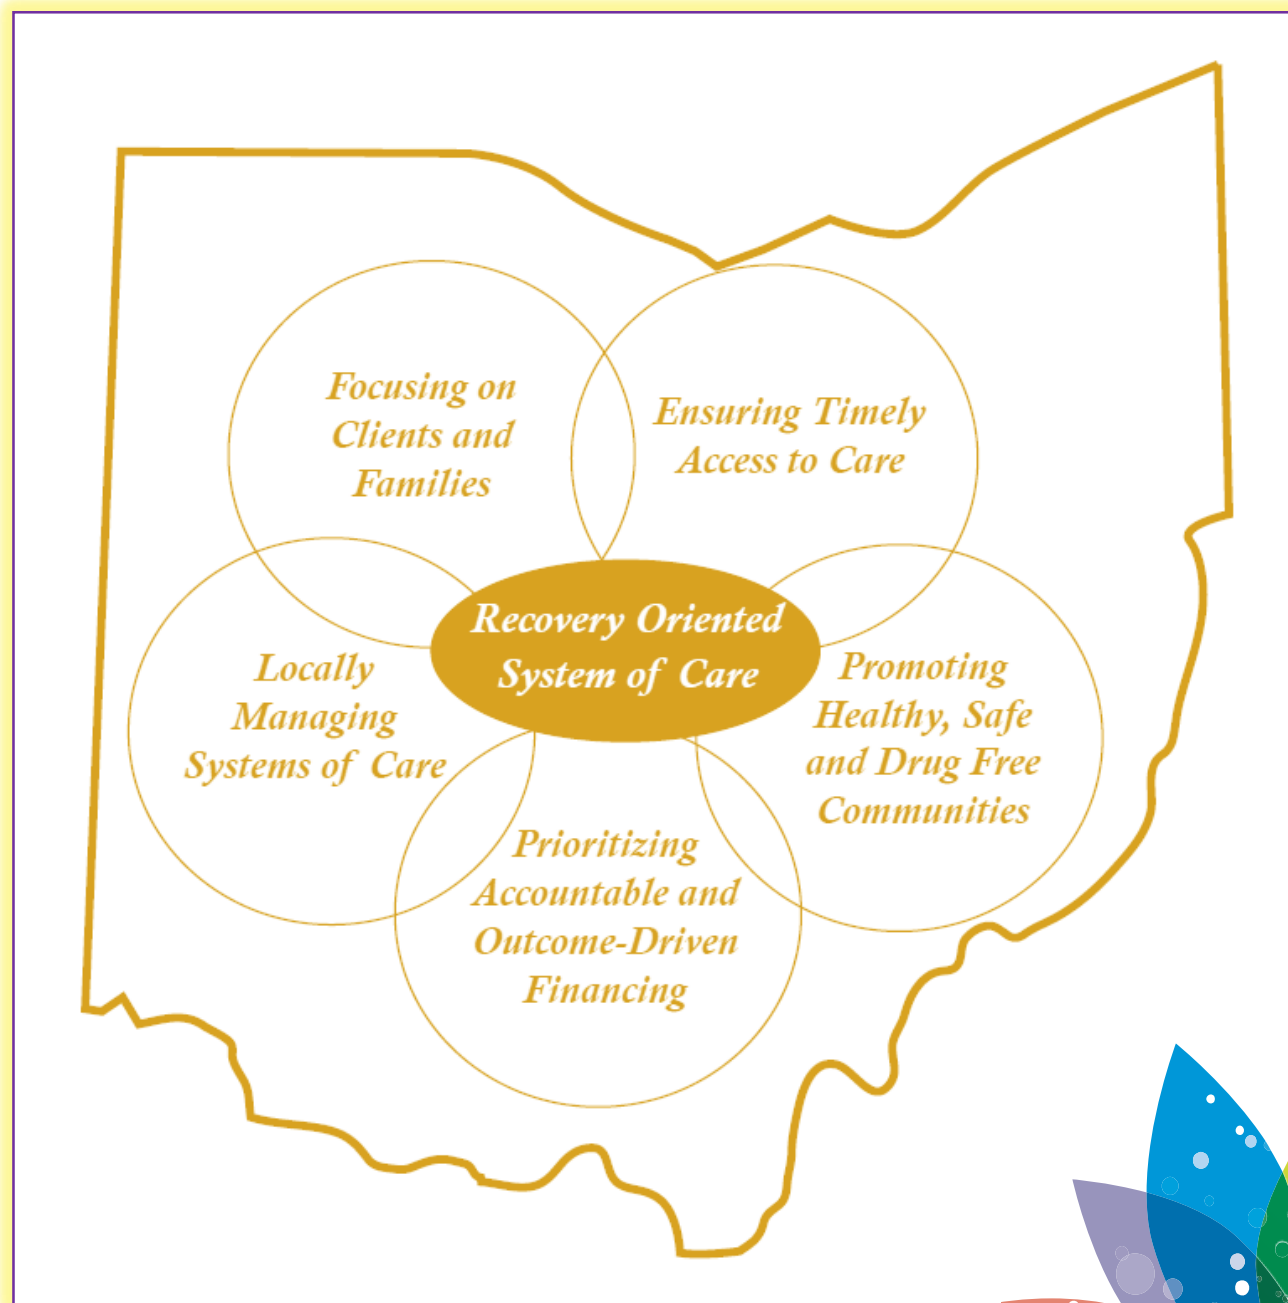 Focusing on
Clients and
Families
Ensuring Timely
Access to Care
Recovery Oriented
System of Care
Locally
Managing
Systems of Care
Promoting
Healthy, Safe
and Drug Free
Communities
Prioritizing
Accountable and
Outcome-Driven
Financing